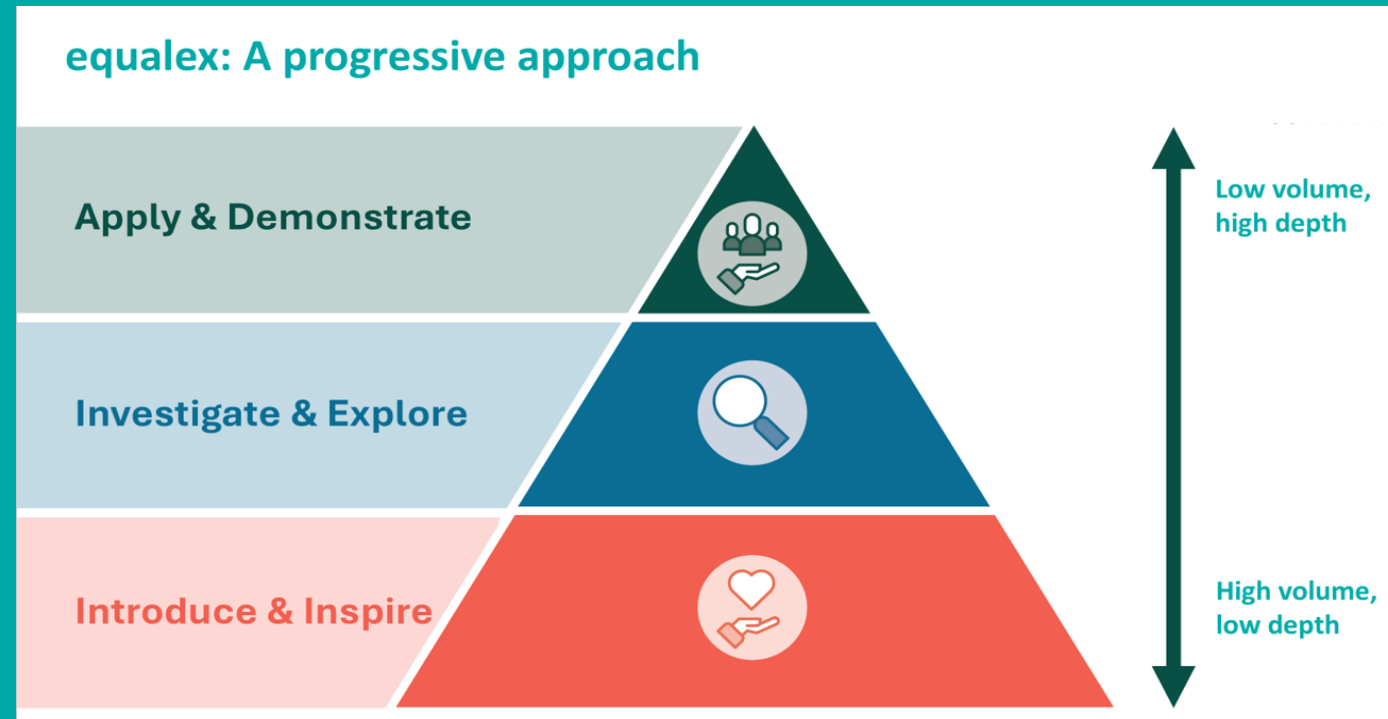 equalex: A progressive approach
Apply & Demonstrate
Low volume,
high depth
Investigate & Explore
Introduce & Inspire
High volume,
low depth